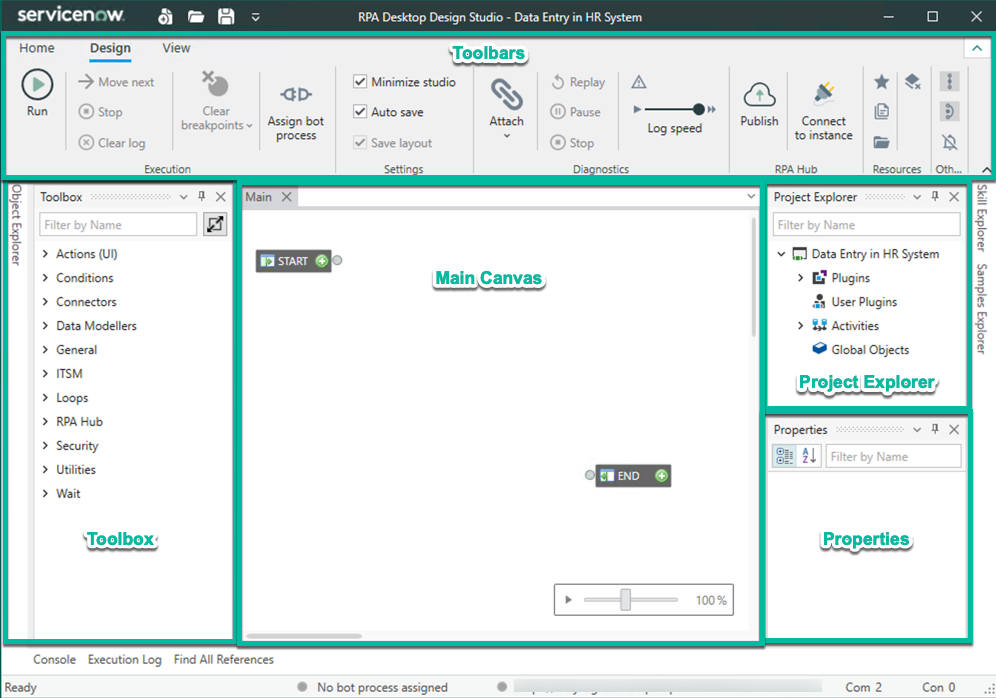 servicenow.
RPA Desktop Design Studio - Data Entry in HR System
Home Design View
Toolbars
Run
Move next
Stop
Clear log
Clear
breakpoints
Assign bot
process
Execution
Minimize studio
Auto save
Save layout
Settings
Attach
Replay
Pause
Stop
Log speed
Diagnostics
Publish
Connect
to instance
RPA Hub
Resources
Oth...
Object Explorer
Toolbox
Filter by Name
Actions (UI)
Conditions
Connectors
Data Modellers
General
ITSM
Loops
RPA Hub
Security
Utilities
Wait
Toolbox
Main
START
Main Canvas
END
100%
Project Explorer
Filter by Name
Data Entry in HR System
Plugins
User Plugins
Activities
Global Objects
Project Explorer
Properties
Filter by Name
Properties
Skill Explorer
Samples Explorer
Console Execution Log Find All References
Ready
No bot process assigned
Com 2
Con 0